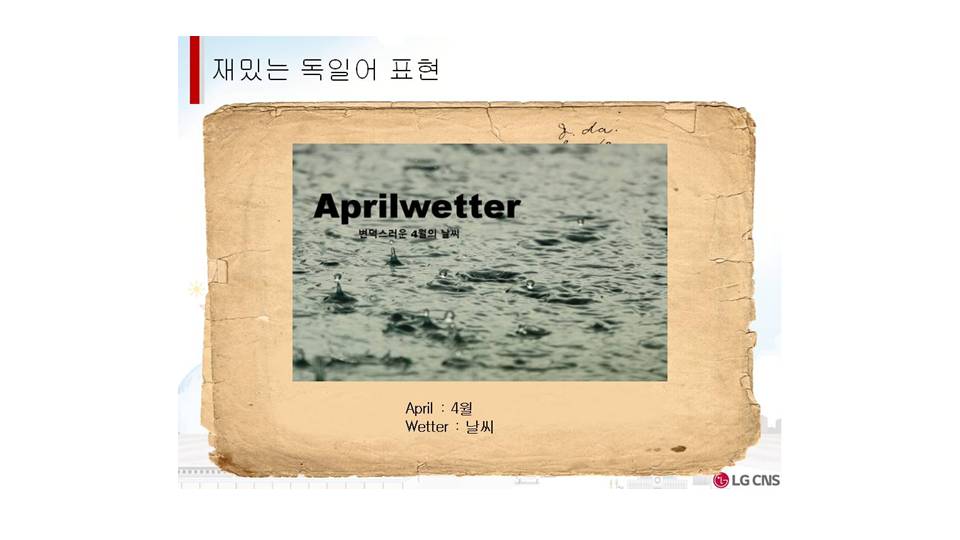 재밌는 독일어 표현
g. da:
Aprilwetter
변덕스러운 4월의 날씨
April : 4월
Wetter : 날씨
LG CNS